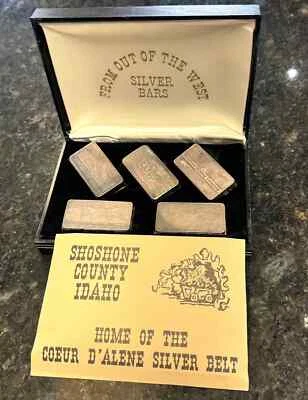 FROM OUT OF THE WEST
SILVER
BARS
SHOSHONE
COUNTY
IDAHO
HOME OF THE
COEUR D'ALENE SILVER BELT